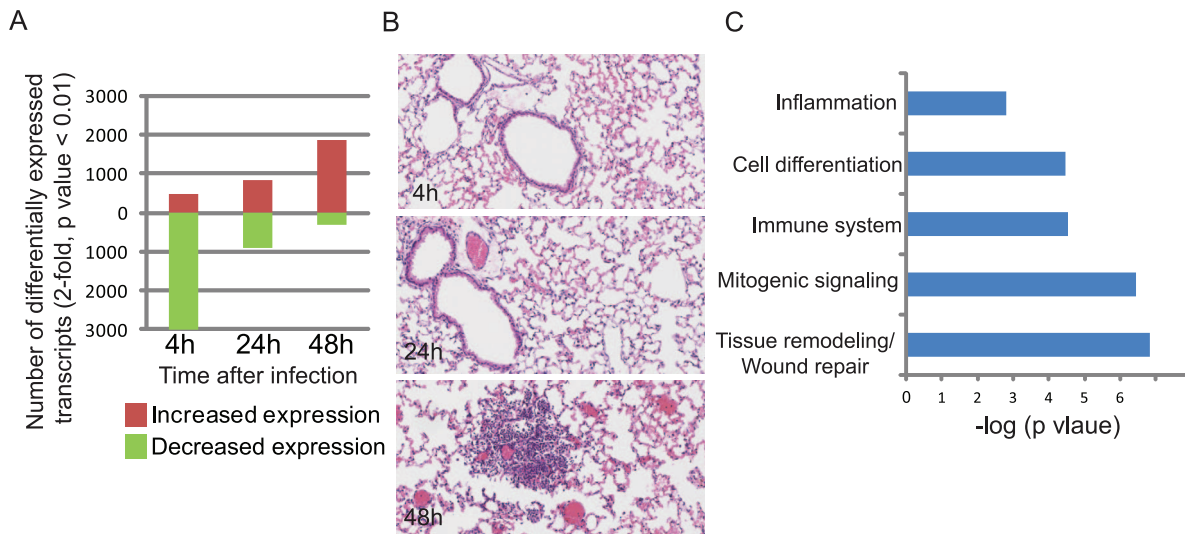 A
Number of differentially expressed
transcripts (2-fold, p value < 0.01)
3000
2000
1000
0
1000
2000
3000
4h
24h
48h
Time after infection
Increased expression
Decreased expression
B
4h
24h
48h
C
Inflammation
Cell differentiation
Immune system
Mitogenic signaling
Tissue remodeling/
Wound repair
0 1 2 3 4 5 6
-log (p vlaue)